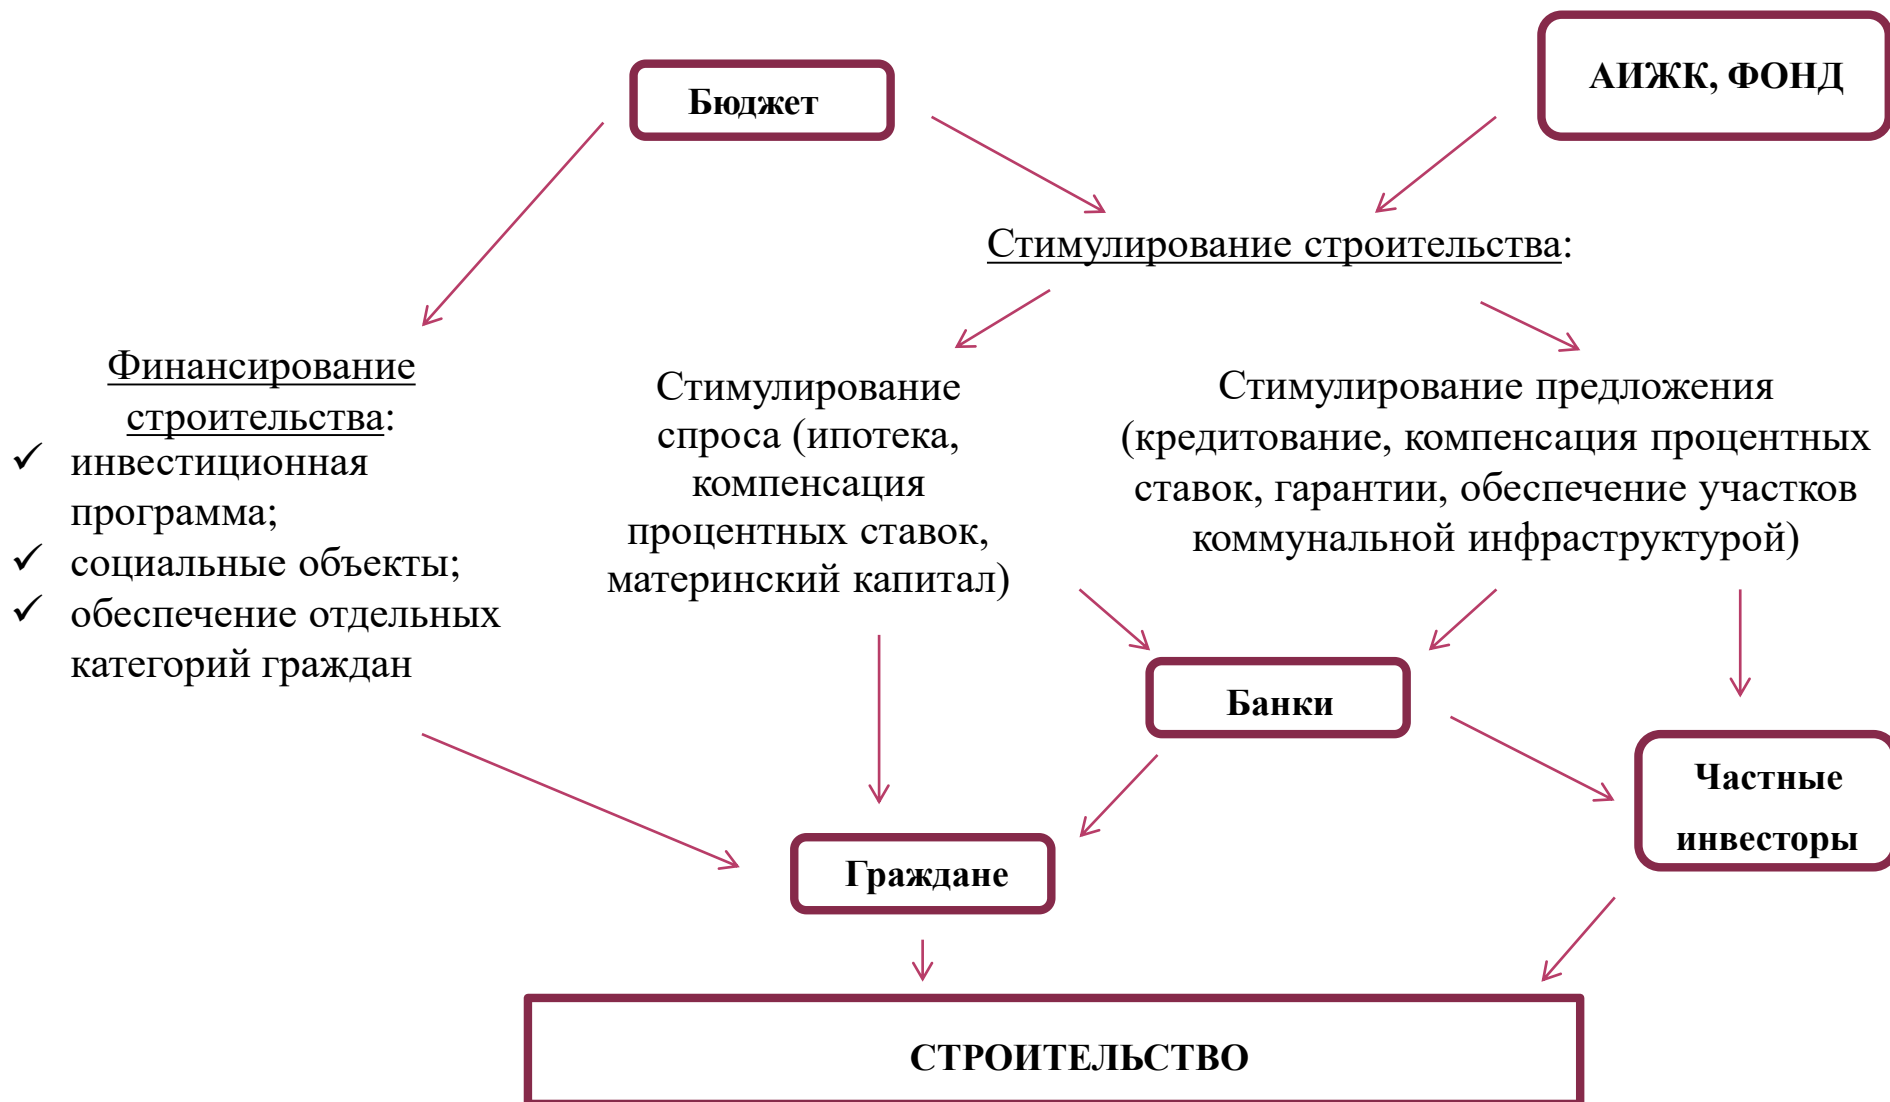 Бюджет
АИЖК, ФОНД
Стимулирование строительства:
Финансирование
строительства:
✓ инвестиционная
программа;
✓ социальные объекты;
✓ обеспечение отдельных
категорий граждан
Стимулирование
спроса (ипотека,
компенсация
процентных ставок,
материнский капитал)
Стимулирование предложения
(кредитование, компенсация процентных
ставок, гарантии, обеспечение участков
коммунальной инфраструктурой)
Банки
Частные
инвесторы
Граждане
СТРОИТЕЛЬСТВО